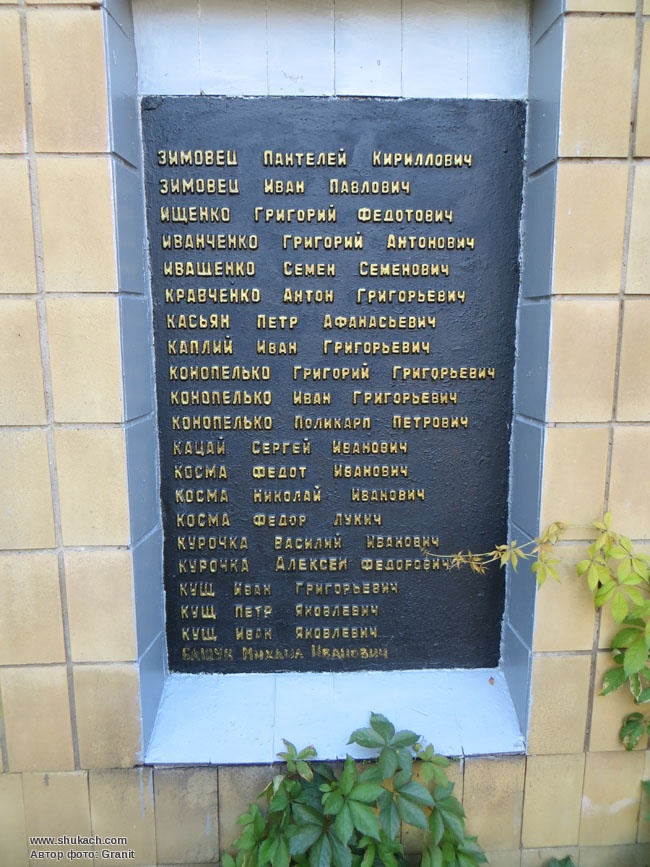 ЗИМОВЕЦ Пантелей Кириллович
ЗИМОВЕЦ Иван Павлович
ИЩЕНКО Григорий Федотович
ИВАНЧЕНКО Григорий Антонович
ИВАЩЕНКО Семен Семенович
КРАВЧЕНКО Антон Григорьевич
КАСЬЯН Петр Афанасьевич
КАПЛИЙ Иван Григорьевич
КОНОПЕЛЬКО Григорий Григорьевич
КОНОПЕЛЬКО Иван Григорьевич
КОНОПЕЛЬКО Поликарп Петрович
КАЦАЙ Сергей Иванович
КОСМА Федот Иванович
КОСМА Николай Иванович
КОСМА Федор Лукич
КУРОЧКА Василий Иванович
КУРОЧКА Алексей Федорович
КУЩ Иван Григорьевич
КУЩ Петр Яковлевич
КУЩ Иван Яковлевич
Иванович
www.shukach.com
Автор фото: Granit